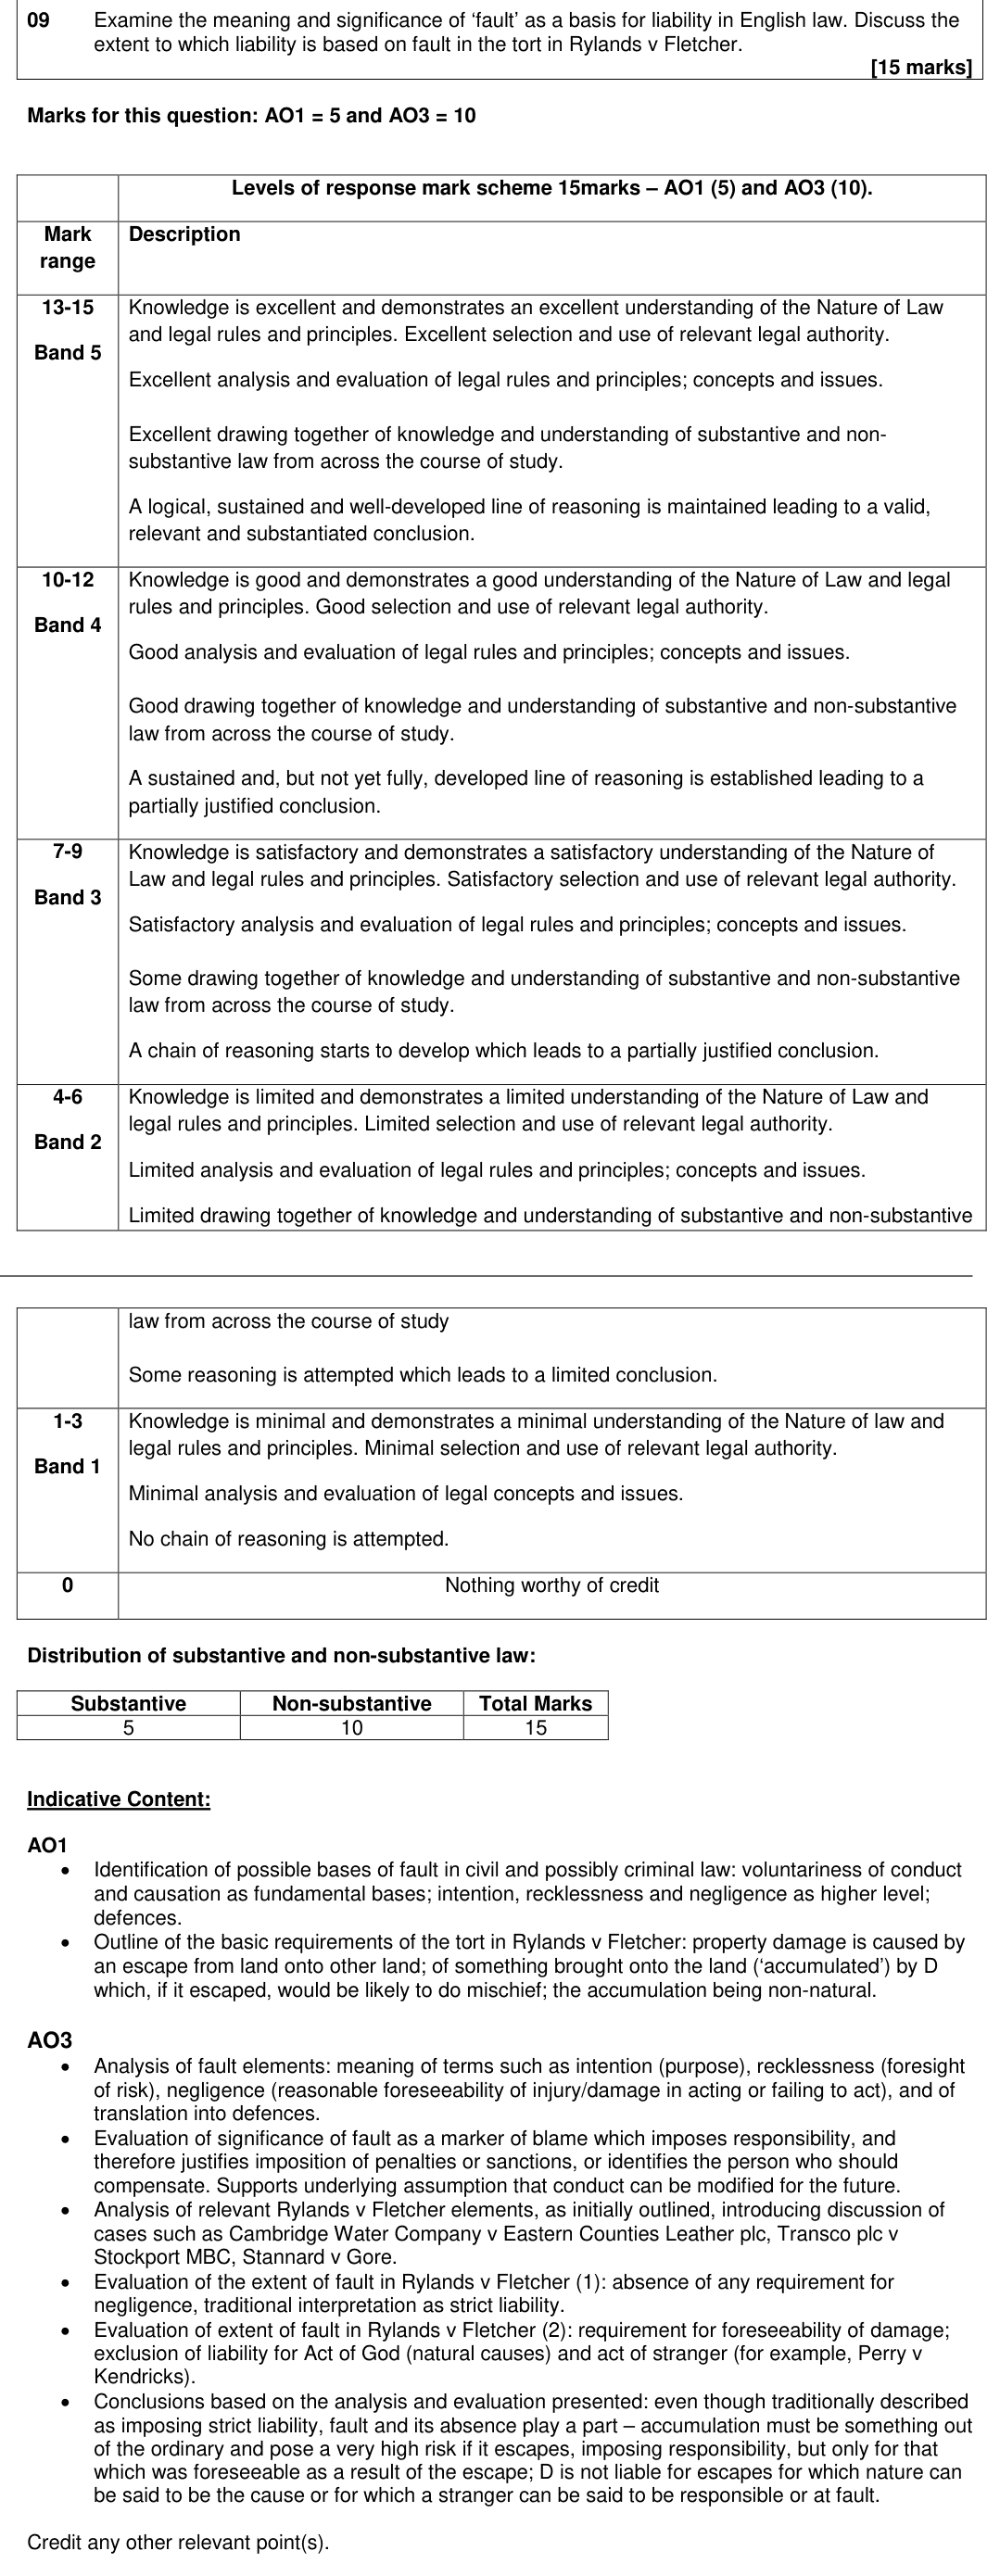 09 Examine the meaning and significance of ‘fault’ as a basis for liability in English law. Discuss the
extent to which liability is based on fault in the tort in Rylands v Fletcher.
[15 marks]
Marks for this question: AO1 = 5 and AO3 = 10
Levels of response mark scheme 15marks – AO1 (5) and AO3 (10).
Mark range Description
13-15 Knowledge is excellent and demonstrates an excellent understanding of the Nature of Law
and legal rules and principles. Excellent selection and use of relevant legal authority.
Band 5
Excellent analysis and evaluation of legal rules and principles; concepts and issues.
Excellent drawing together of knowledge and understanding of substantive and non-
substantive law from across the course of study.
A logical, sustained and well-developed line of reasoning is maintained leading to a valid,
relevant and substantiated conclusion.
10-12 Knowledge is good and demonstrates a good understanding of the Nature of Law and legal
rules and principles. Good selection and use of relevant legal authority.
Band 4
Good analysis and evaluation of legal rules and principles; concepts and issues.
Good drawing together of knowledge and understanding of substantive and non-substantive
law from across the course of study.
A sustained and, but not yet fully, developed line of reasoning is established leading to a
partially justified conclusion.
7-9 Knowledge is satisfactory and demonstrates a satisfactory understanding of the Nature of
Law and legal rules and principles. Satisfactory selection and use of relevant legal authority.
Band 3
Satisfactory analysis and evaluation of legal rules and principles; concepts and issues.
Some drawing together of knowledge and understanding of substantive and non-substantive
law from across the course of study.
A chain of reasoning starts to develop which leads to a partially justified conclusion.
4-6 Knowledge is limited and demonstrates a limited understanding of the Nature of Law and
legal rules and principles. Limited selection and use of relevant legal authority.
Band 2
Limited analysis and evaluation of legal rules and principles; concepts and issues.
Limited drawing together of knowledge and understanding of substantive and non-substantive
law from across the course of study
Some reasoning is attempted which leads to a limited conclusion.
1-3 Knowledge is minimal and demonstrates a minimal understanding of the Nature of law and
legal rules and principles. Minimal selection and use of relevant legal authority.
Band 1
Minimal analysis and evaluation of legal concepts and issues.
No chain of reasoning is attempted.
0 Nothing worthy of credit
Distribution of substantive and non-substantive law:
Substantive Non-substantive Total Marks
5 10 15
Indicative Content:
AO1
• Identification of possible bases of fault in civil and possibly criminal law: voluntariness of conduct
and causation as fundamental bases; intention, recklessness and negligence as higher level;
defences.
• Outline of the basic requirements of the tort in Rylands v Fletcher: property damage is caused by
an escape from land onto other land; of something brought onto the land (‘accumulated’) by D
which, if it escaped, would be likely to do mischief; the accumulation being non-natural.
AO3
• Analysis of fault elements: meaning of terms such as intention (purpose), recklessness (foresight
of risk), negligence (reasonable foreseeability of injury/damage in acting or failing to act), and of
translation into defences.
• Evaluation of significance of fault as a marker of blame which imposes responsibility, and
therefore justifies imposition of penalties or sanctions, or identifies the person who should
compensate. Supports underlying assumption that conduct can be modified for the future.
• Analysis of relevant Rylands v Fletcher elements, as initially outlined, introducing discussion of
cases such as Cambridge Water Company v Eastern Counties Leather plc, Transco plc v
Stockport MBC, Stannard v Gore.
• Evaluation of the extent of fault in Rylands v Fletcher (1): absence of any requirement for
negligence, traditional interpretation as strict liability.
• Evaluation of extent of fault in Rylands v Fletcher (2): requirement for foreseeability of damage;
exclusion of liability for Act of God (natural causes) and act of stranger (for example, Perry v
Kendricks).
• Conclusions based on the analysis and evaluation presented: even though traditionally described
as imposing strict liability, fault and its absence play a part – accumulation must be something out
of the ordinary and pose a very high risk if it escapes, imposing responsibility, but only for that
which was foreseeable as a result of the escape; D is not liable for escapes for which nature can
be said to be the cause or for which a stranger can be said to be responsible or at fault.
Credit any other relevant point(s).